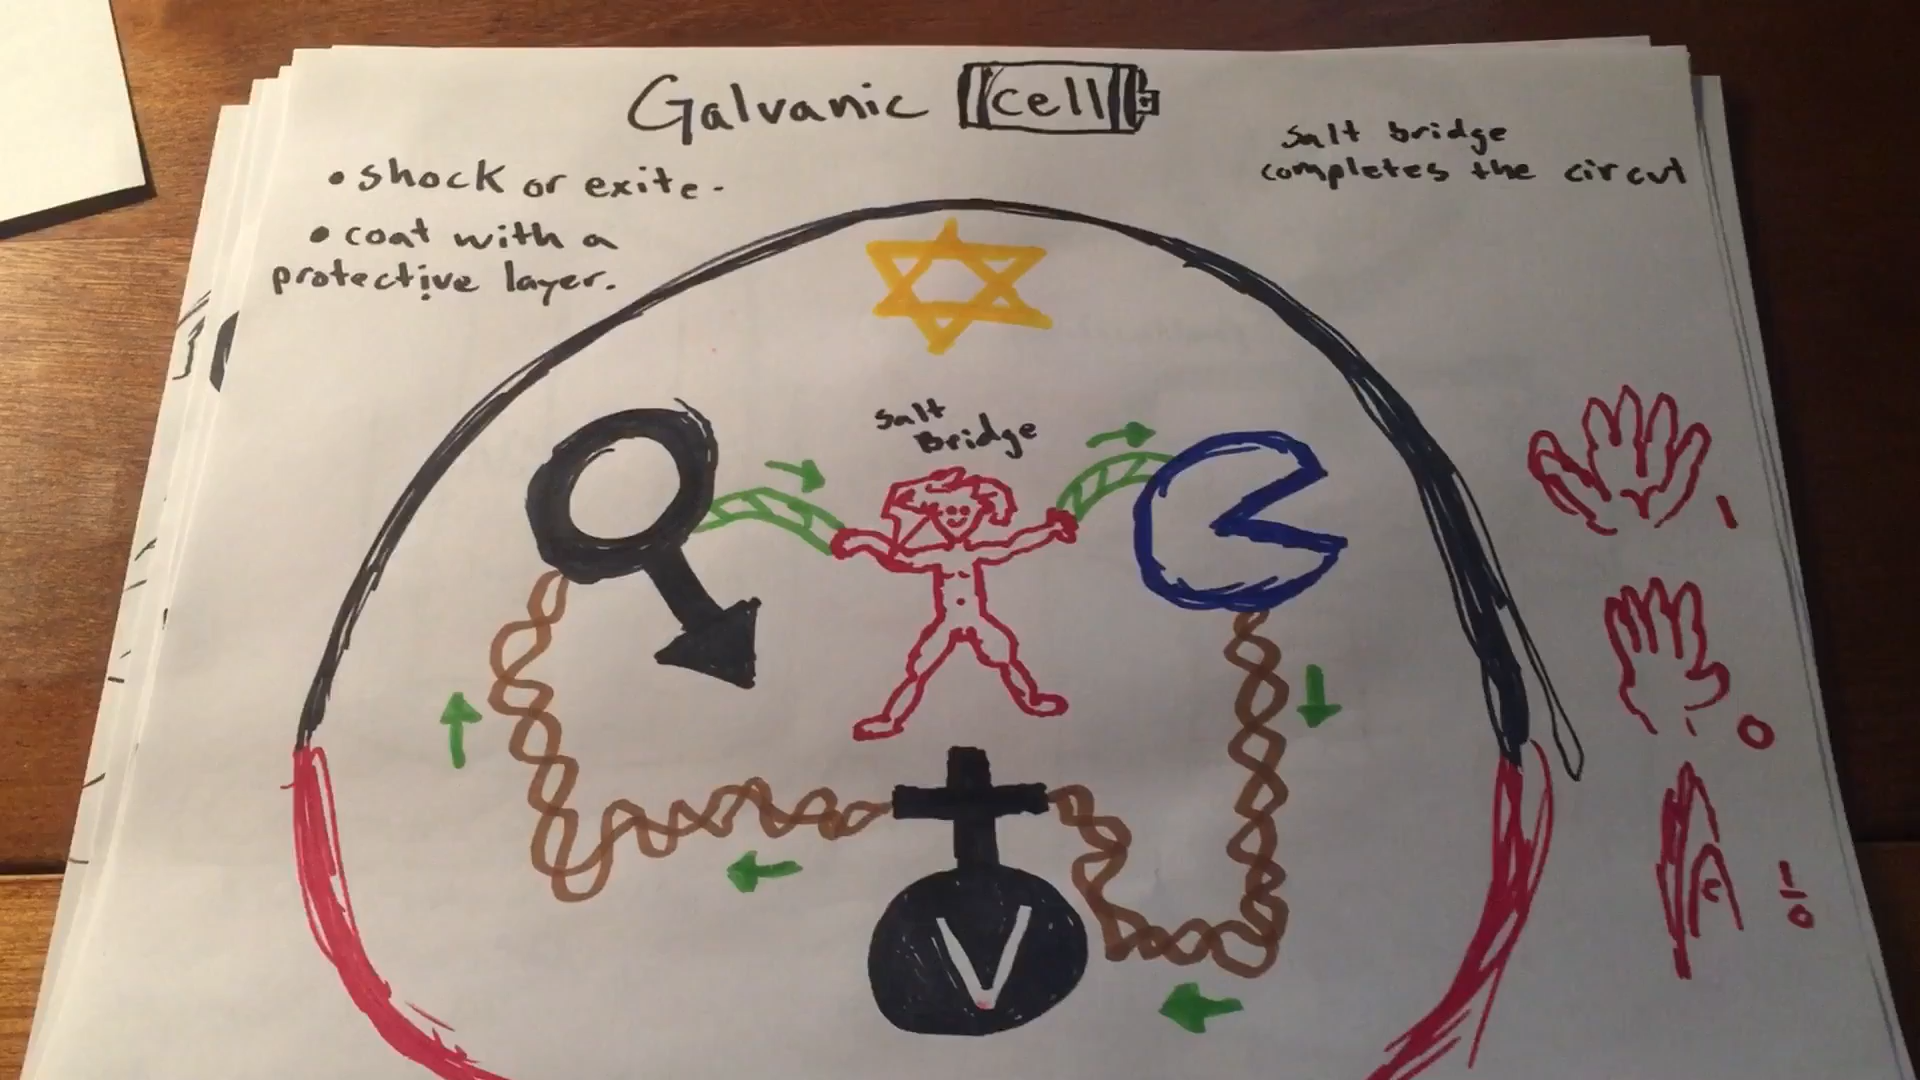 Galvanic cell
• shock or exite.
• coat with a
protective layer.
Salt bridge
completes the circut
Salt
Bridge
V
1
0
1
0